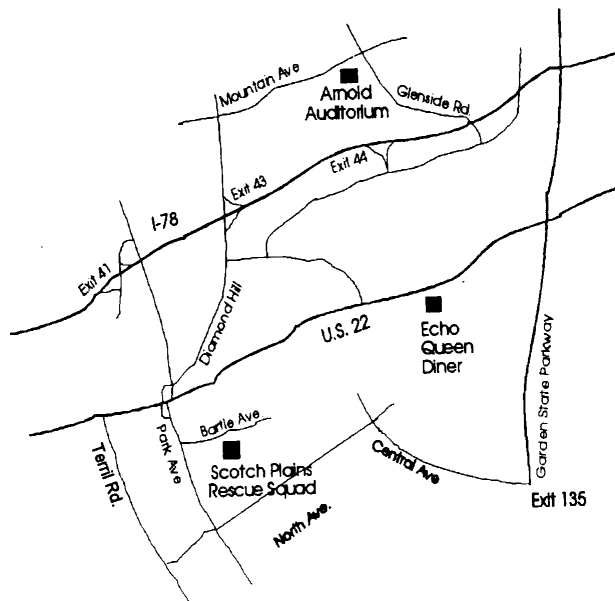 Mountain Ave
Arnold
Auditorium
Glenside Rd.
Exit 44
Exit 43
I-78
Exit 41
Diamond Hill
U.S. 22
Echo
Queen
Diner
Garden State Parkway
Bartle Ave
Park Ave
Terril Rd.
Scotch Plains
Rescue Squad
Central Ave
North Ave.
Exit 135